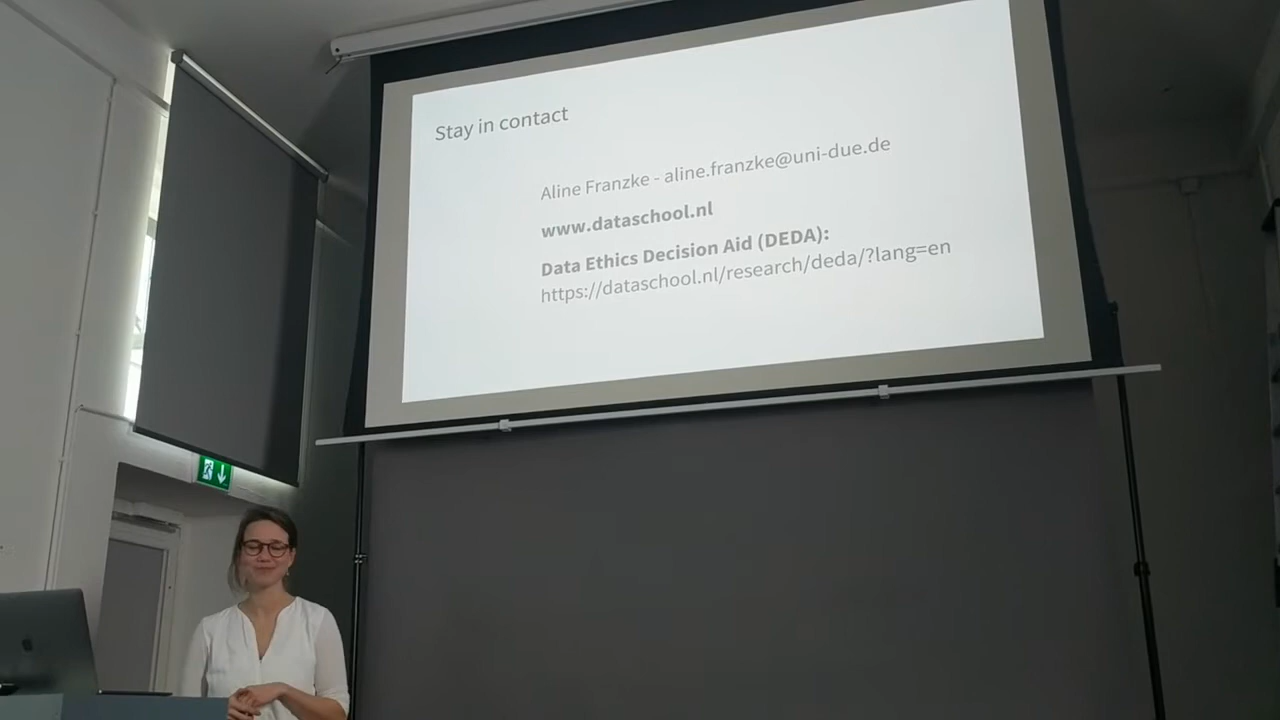 Stay in contact
Aline Franzke - aline.franzke@uni-due.de
www.dataschool.nl
Data Ethics Decision Aid (DEDA):
https://dataschool.nl/research/deda/?lang=en